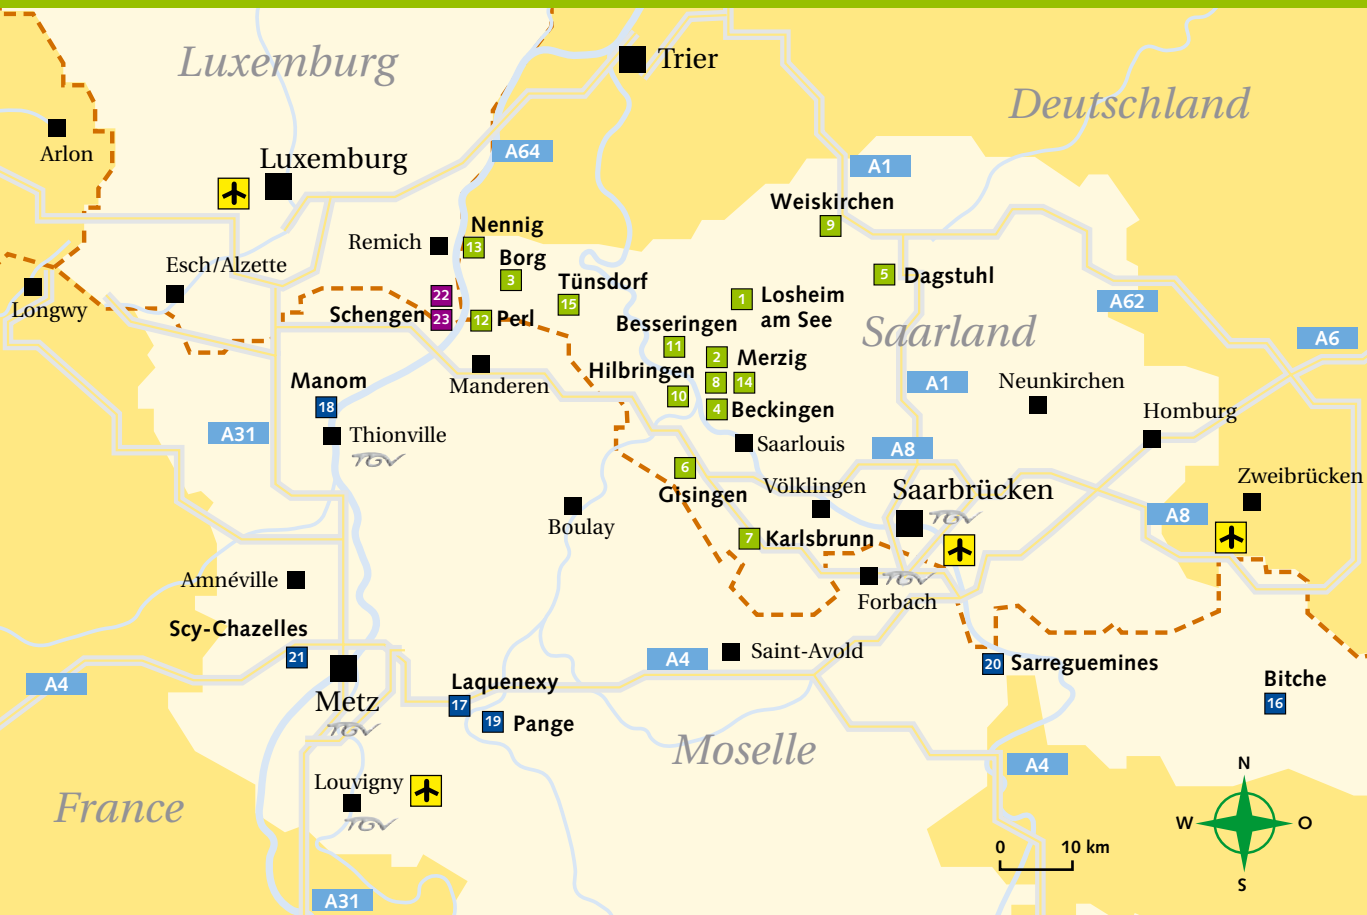 Luxemburg
Trier
Deutschland
Arlon
Luxemburg
A64
A1
Weiskirchen
9
Nennig
13
Remich
Borg
3
Esch/Alzette
Tünsdorf
15
5
Dagstuhl
Longwy
22
Schengen
23
12
Perl
1
Losheim
am See
A62
Besseringen
11
Saarland
A6
2
Merzig
Manderen
Hilbringen
8
14
10
A1
Neunkirchen
Manom
18
4
Beckingen
Homburg
A31
Thionville
TGV
Saarlouis
A8
6
Gisingen
Völklingen
Saarbrücken
TGV
Zweibrücken
A8
Boulay
7
Karlsbrunn
Amnéville
TGV
Forbach
Scy-Chazelles
21
A4
Saint-Avold
20
Sarreguemines
A4
Metz
TGV
Laquenexy
17
19
Pange
Bitche
16
Moselle
A4
Louvigny
TGV
France
N
W
O
S
0
10 km
A31